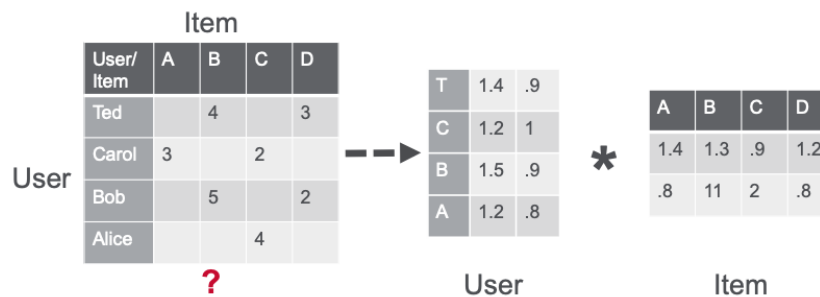 Item
User/ Item A B C D
Ted 4 3
Carol 3 2
Bob 5 2
Alice 4
User
?
T 1.4 .9
C 1.2 1
B 1.5 .9
A 1.2 .8
User
*
A B C D
1.4 1.3 .9 1.2
.8 11 2 .8
Item